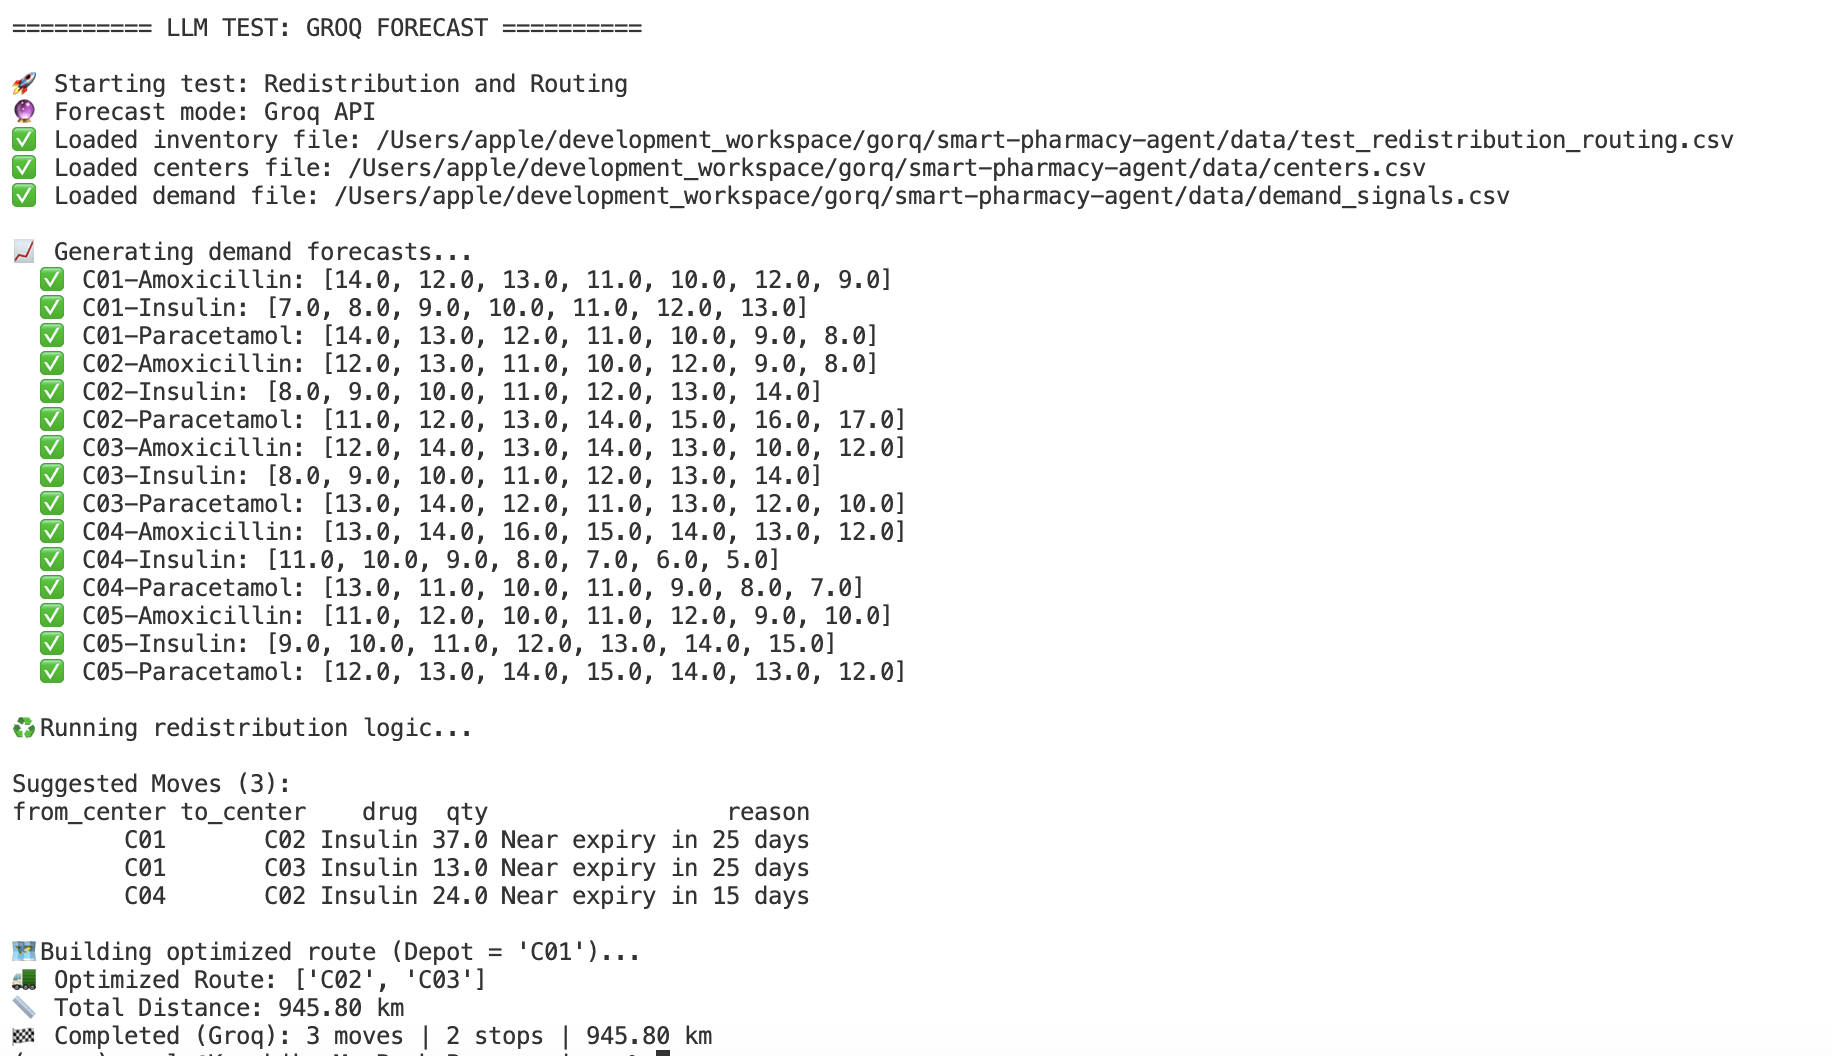 ========== LLM TEST: GROQ FORECAST ==========
🚀 Starting test: Redistribution and Routing
🔮 Forecast mode: Groq API
✅ Loaded inventory file: /Users/apple/development_workspace/gorq/smart-pharmacy-agent/data/test_redistribution_routing.csv
✅ Loaded centers file: /Users/apple/development_workspace/gorq/smart-pharmacy-agent/data/centers.csv
✅ Loaded demand file: /Users/apple/development_workspace/gorq/smart-pharmacy-agent/data/demand_signals.csv
📈 Generating demand forecasts...
✅ C01-Amoxicillin: [14.0, 12.0, 13.0, 11.0, 10.0, 12.0, 9.0]
✅ C01-Insulin: [7.0, 8.0, 9.0, 10.0, 11.0, 12.0, 13.0]
✅ C01-Paracetamol: [14.0, 13.0, 12.0, 11.0, 10.0, 9.0, 8.0]
✅ C02-Amoxicillin: [12.0, 13.0, 11.0, 10.0, 12.0, 9.0, 8.0]
✅ C02-Insulin: [8.0, 9.0, 10.0, 11.0, 12.0, 13.0, 14.0]
✅ C02-Paracetamol: [11.0, 12.0, 13.0, 14.0, 15.0, 16.0, 17.0]
✅ C03-Amoxicillin: [12.0, 14.0, 13.0, 14.0, 13.0, 10.0, 12.0]
✅ C03-Insulin: [8.0, 9.0, 10.0, 11.0, 12.0, 13.0, 14.0]
✅ C03-Paracetamol: [13.0, 14.0, 12.0, 11.0, 13.0, 12.0, 10.0]
✅ C04-Amoxicillin: [13.0, 14.0, 16.0, 15.0, 14.0, 13.0, 12.0]
✅ C04-Insulin: [11.0, 10.0, 9.0, 8.0, 7.0, 6.0, 5.0]
✅ C04-Paracetamol: [13.0, 11.0, 10.0, 11.0, 9.0, 8.0, 7.0]
✅ C05-Amoxicillin: [11.0, 12.0, 10.0, 11.0, 12.0, 9.0, 10.0]
✅ C05-Insulin: [9.0, 10.0, 11.0, 12.0, 13.0, 14.0, 15.0]
✅ C05-Paracetamol: [12.0, 13.0, 14.0, 15.0, 14.0, 13.0, 12.0]
♻️Running redistribution logic...
Suggested Moves (3):
from_center to_center    drug  qty                 reason
        C01       C02 Insulin 37.0 Near expiry in 25 days
        C01       C03 Insulin 13.0 Near expiry in 25 days
        C04       C02 Insulin 24.0 Near expiry in 15 days
🗺️Building optimized route (Depot = 'C01')...
🚛 Optimized Route: ['C02', 'C03']
📏 Total Distance: 945.80 km
🏁 Completed (Groq): 3 moves | 2 stops | 945.80 km